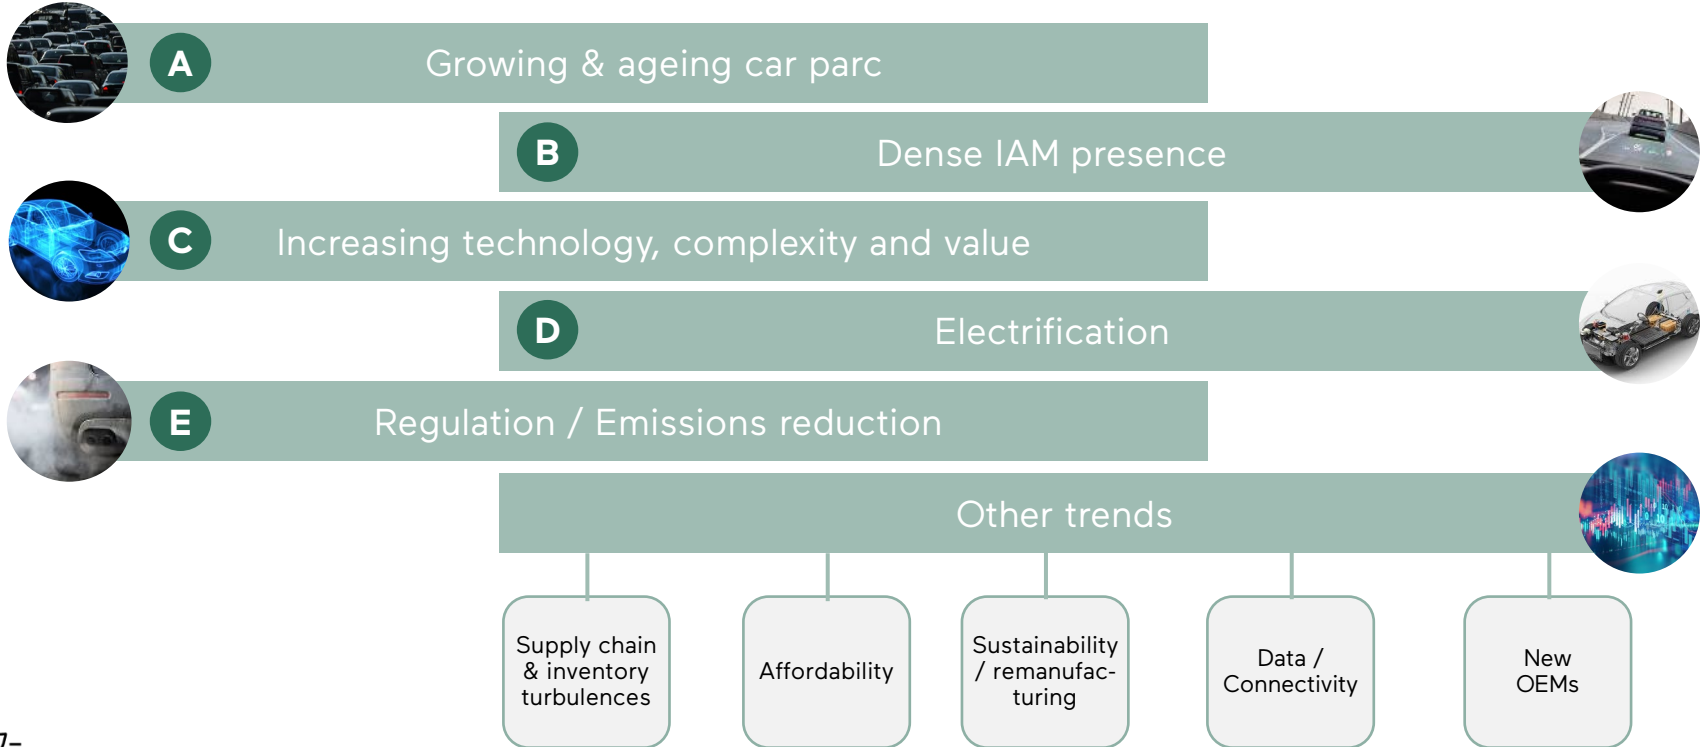 A
Growing & ageing car parc
B
Dense IAM presence
C
Increasing technology, complexity and value
D
Electrification
E
Regulation / Emissions reduction
Other trends
Supply chain
& inventory
turbulences
Affordability
Sustainability
/ remanufac-
turing
Data /
Connectivity
New
OEMs